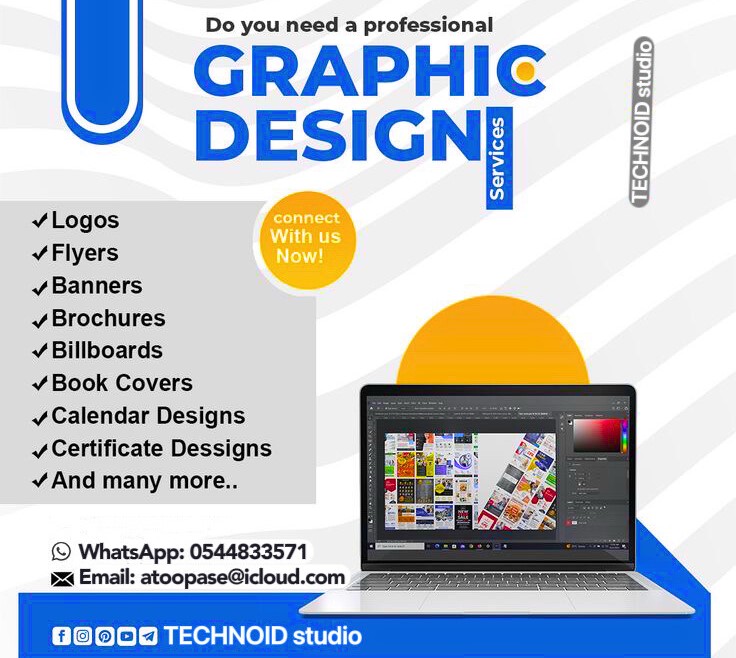 Do you need a professional
GRAPHIC
DESIGN
Services
TECHNOID studio
connect
With us
Now!
Logos
Flyers
Banners
Brochures
Billboards
Book Covers
Calendar Designs
Certificate Dessigns
And many more..
WhatsApp: 0544833571
Email: atoopase@icloud.com
TECHNOID studio